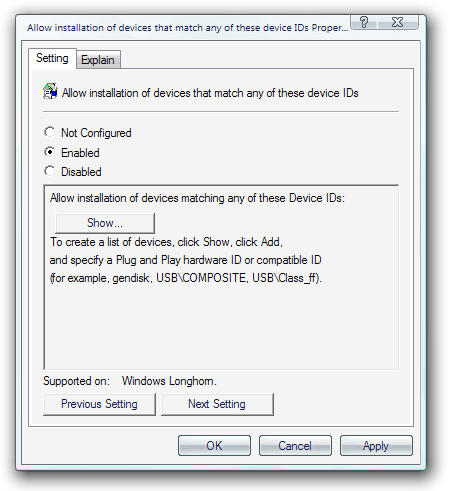 Allow installation of devices that match any of these device IDs Proper...
Setting Explain
Allow installation of devices that match any of these device IDs
Not Configured
Enabled
Disabled
Allow installation of devices matching any of these Device IDs:
Show...
To create a list of devices, click Show, click Add,
and specify a Plug and Play hardware ID or compatible ID
(for example, gendisk, USB\COMPOSITE, USB\Class_ff).
Supported on: Windows Longhorn.
Previous Setting Next Setting
OK Cancel Apply